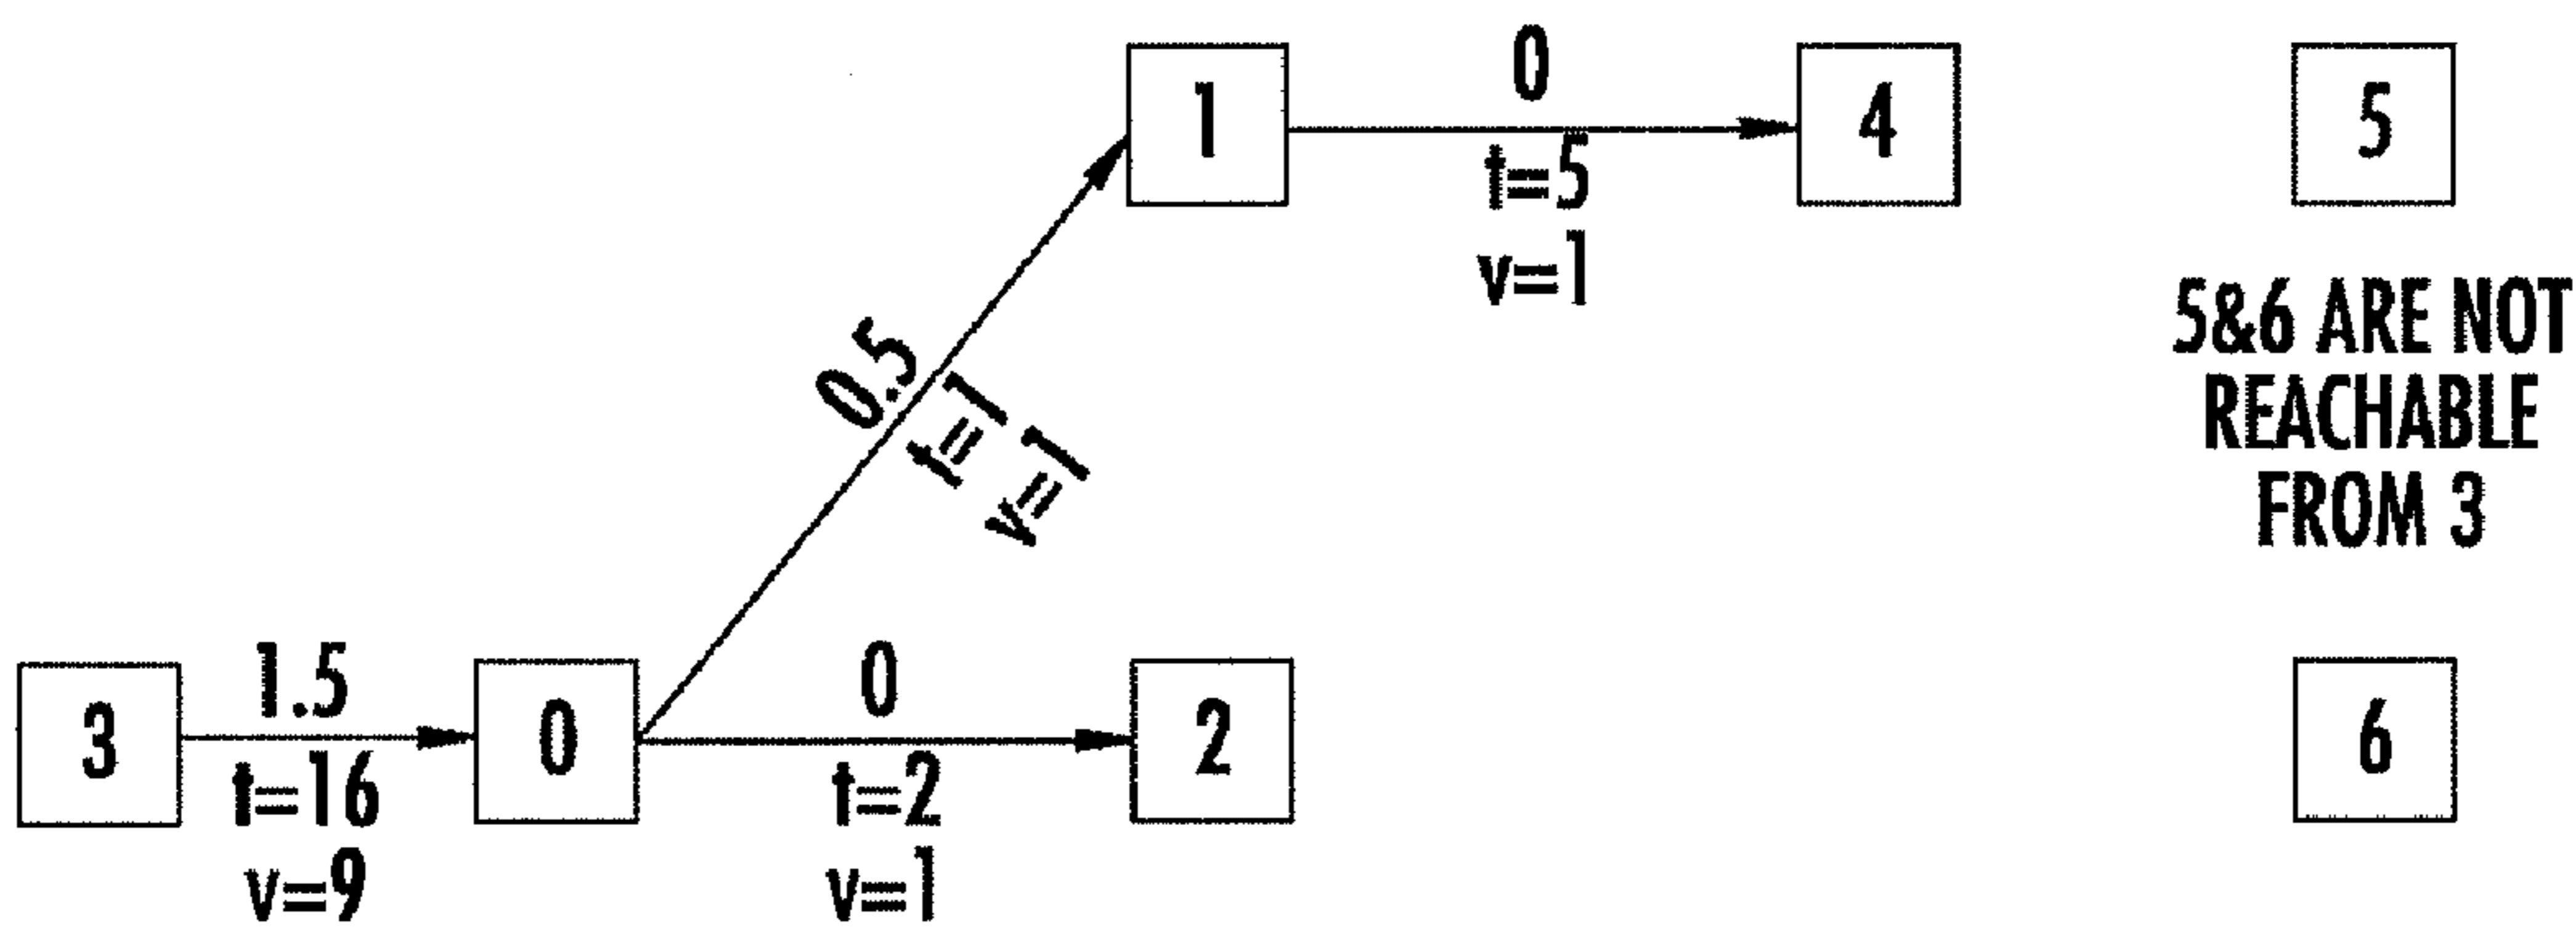 1
0
t=5
v=1
4
5
5&6 ARE NOT
REACHABLE
FROM 3
0.5
t=1
v=1
3
1.5
t=16
v=9
0
0
t=2
v=1
2
6